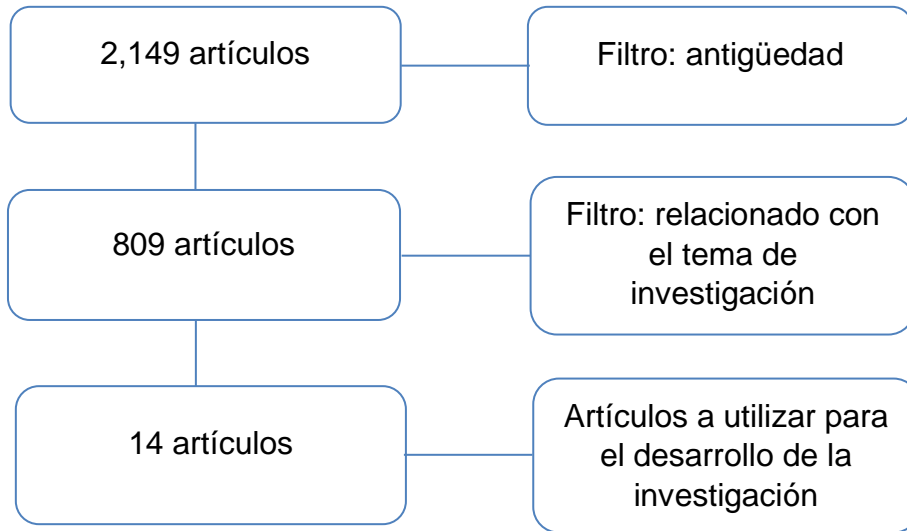 2,149 artículos
Filtro: antigüedad
809 artículos
Filtro: relacionado con
el tema de
investigación
14 artículos
Artículos a utilizar para
el desarrollo de la
investigación